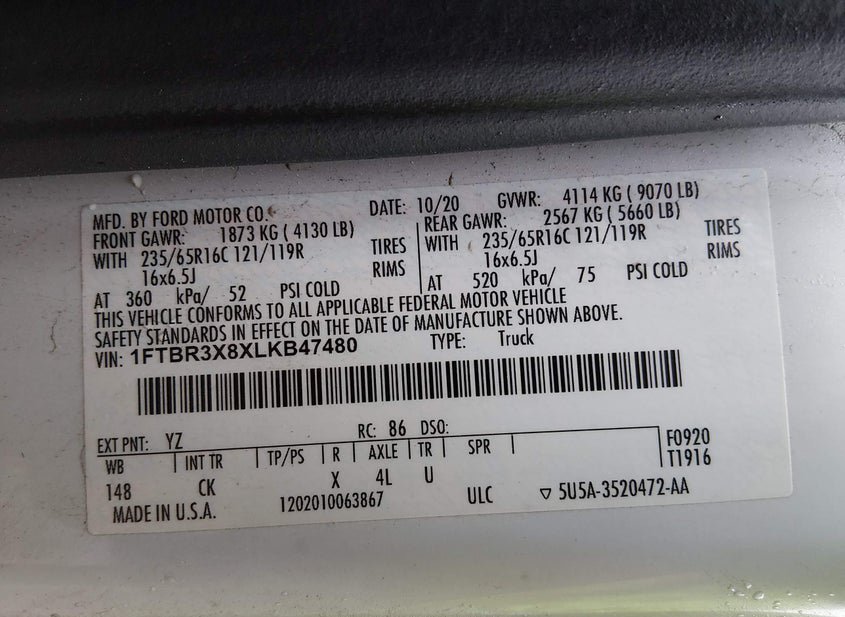 MFD. BY FORD MOTOR CO. DATE: 10/20 GVWR: 4114 KG ( 9070 LB)
FRONT GAWR: 1873 KG ( 4130 LB) REAR GAWR: 2567 KG ( 5660 LB)
WITH 235/65R16C 121/119R TIRES WITH 235/65R16C 121/119R TIRES
16x6.5J RIMS 16x6.5J RIMS
AT 360 kPa/ 52 PSI COLD AT 520 kPa/ 75 PSI COLD
THIS VEHICLE CONFORMS TO ALL APPLICABLE FEDERAL MOTOR VEHICLE
SAFETY STANDARDS IN EFFECT ON THE DATE OF MANUFACTURE SHOWN ABOVE.
VIN: 1FTBR3X8XLKB47480 TYPE: Truck
EXT PNT: YZ RC: 86 DSO: F0920
WB INT TR TP/PS R AXLE TR SPR T1916
148 CK X 4L U
MADE IN U.S.A. 1202010063867 ULC ▽ 5U5A-3520472-AA